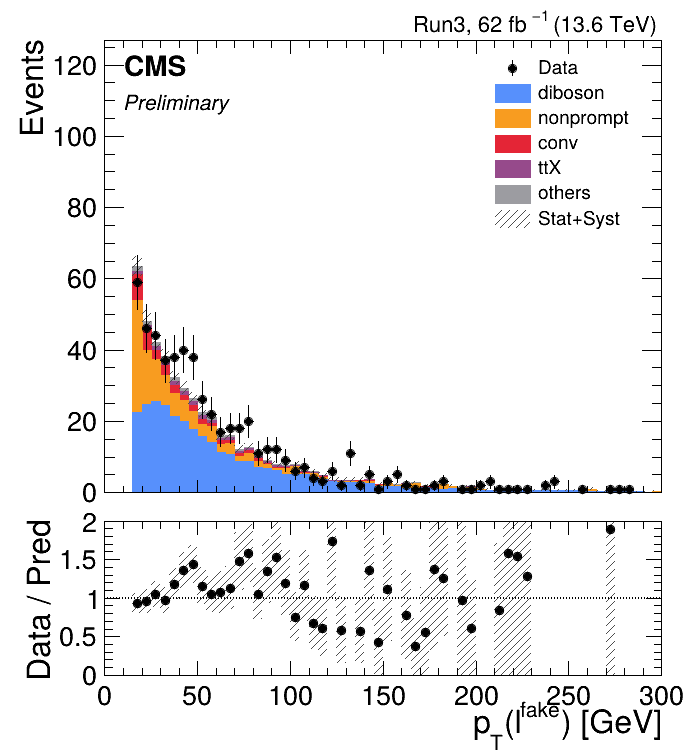 Run3, 62 fb⁻¹ (13.6 TeV)
CMS
Preliminary
Events
120
100
80
60
40
20
0
Data
diboson
nonprompt
conv
ttX
others
Stat+Syst
Data / Pred
2
1.5
1
0.5
0
0 50 100 150 200 250 300
p_T(l^fake) [GeV]